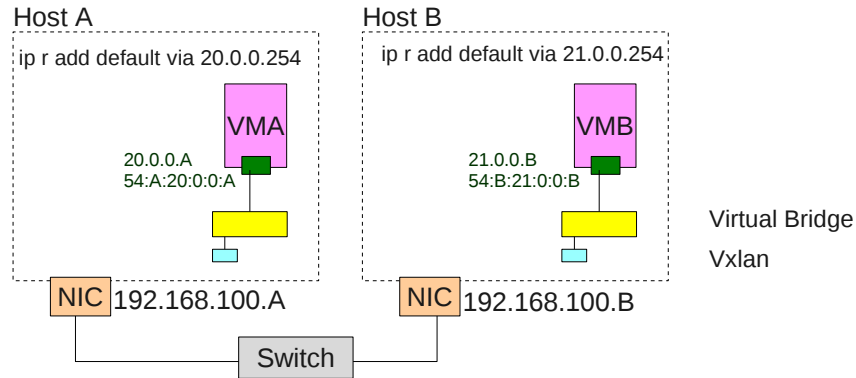 Host A
Host B
ip r add default via 20.0.0.254
ip r add default via 21.0.0.254
VMA
VMB
20.0.0.A
54:A:20:0:0:A
21.0.0.B
54:B:21:0:0:B
Virtual Bridge
Vxlan
NIC
192.168.100.A
NIC
192.168.100.B
Switch